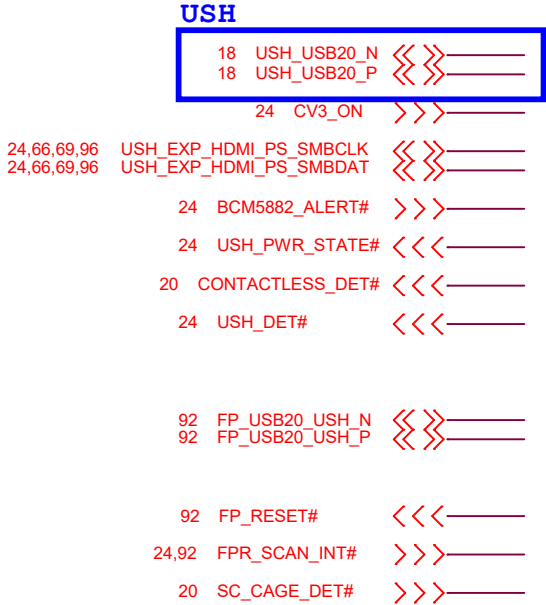 USH
18 USH_USB20_N
18 USH_USB20_P
24 CV3_ON
24,66,69,96 USH_EXP_HDMI_PS_SMBCLK
24,66,69,96 USH_EXP_HDMI_PS_SMBDAT
24 BCM5882_ALERT#
24 USH_PWR_STATE#
20 CONTACTLESS_DET#
24 USH_DET#
92 FP_USB20_USH_N
92 FP_USB20_USH_P
92 FP_RESET#
24,92 FPR_SCAN_INT#
20 SC_CAGE_DET#